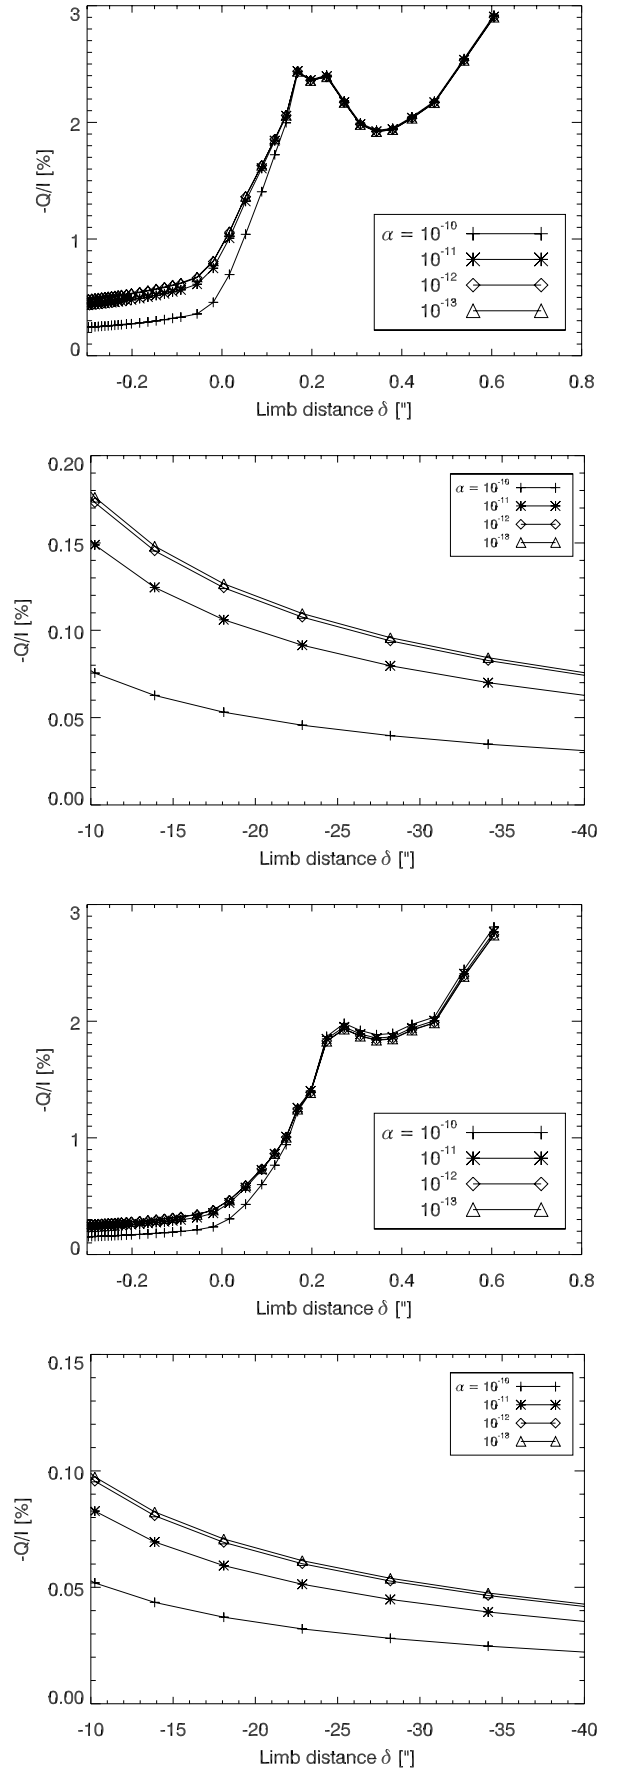 3
2
1
0
-Q/I [%]
α = 10⁻¹⁰
10⁻¹¹
10⁻¹²
10⁻¹³
-0.2 0.0 0.2 0.4 0.6 0.8
Limb distance δ ["]
0.20
0.15
0.10
0.05
0.00
-Q/I [%]
α = 10⁻¹⁰
10⁻¹¹
10⁻¹²
10⁻¹³
-10 -15 -20 -25 -30 -35 -40
Limb distance δ ["]
3
2
1
0
-Q/I [%]
α = 10⁻¹⁰
10⁻¹¹
10⁻¹²
10⁻¹³
-0.2 0.0 0.2 0.4 0.6 0.8
Limb distance δ ["]
0.15
0.10
0.05
0.00
-Q/I [%]
α = 10⁻¹⁰
10⁻¹¹
10⁻¹²
10⁻¹³
-10 -15 -20 -25 -30 -35 -40
Limb distance δ ["]